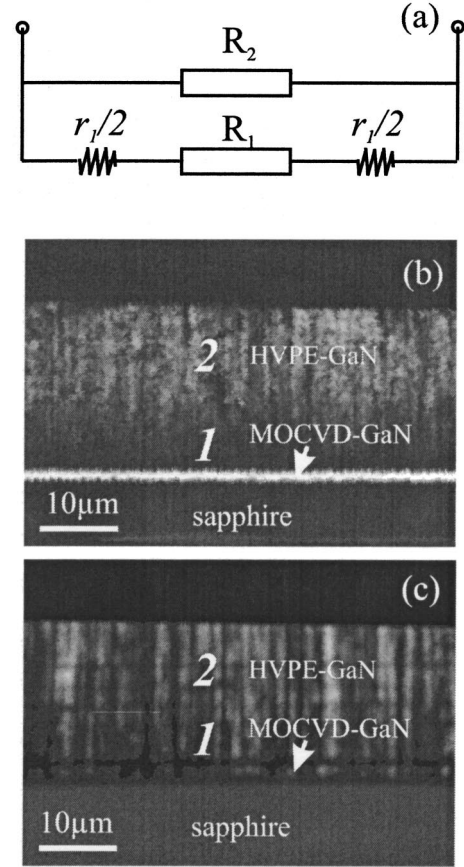 (a)
R2
r1/2 R1 r1/2
(b)
2 HVPE-GaN
1 MOCVD-GaN
10µm sapphire
(c)
2 HVPE-GaN
1 MOCVD-GaN
10µm sapphire